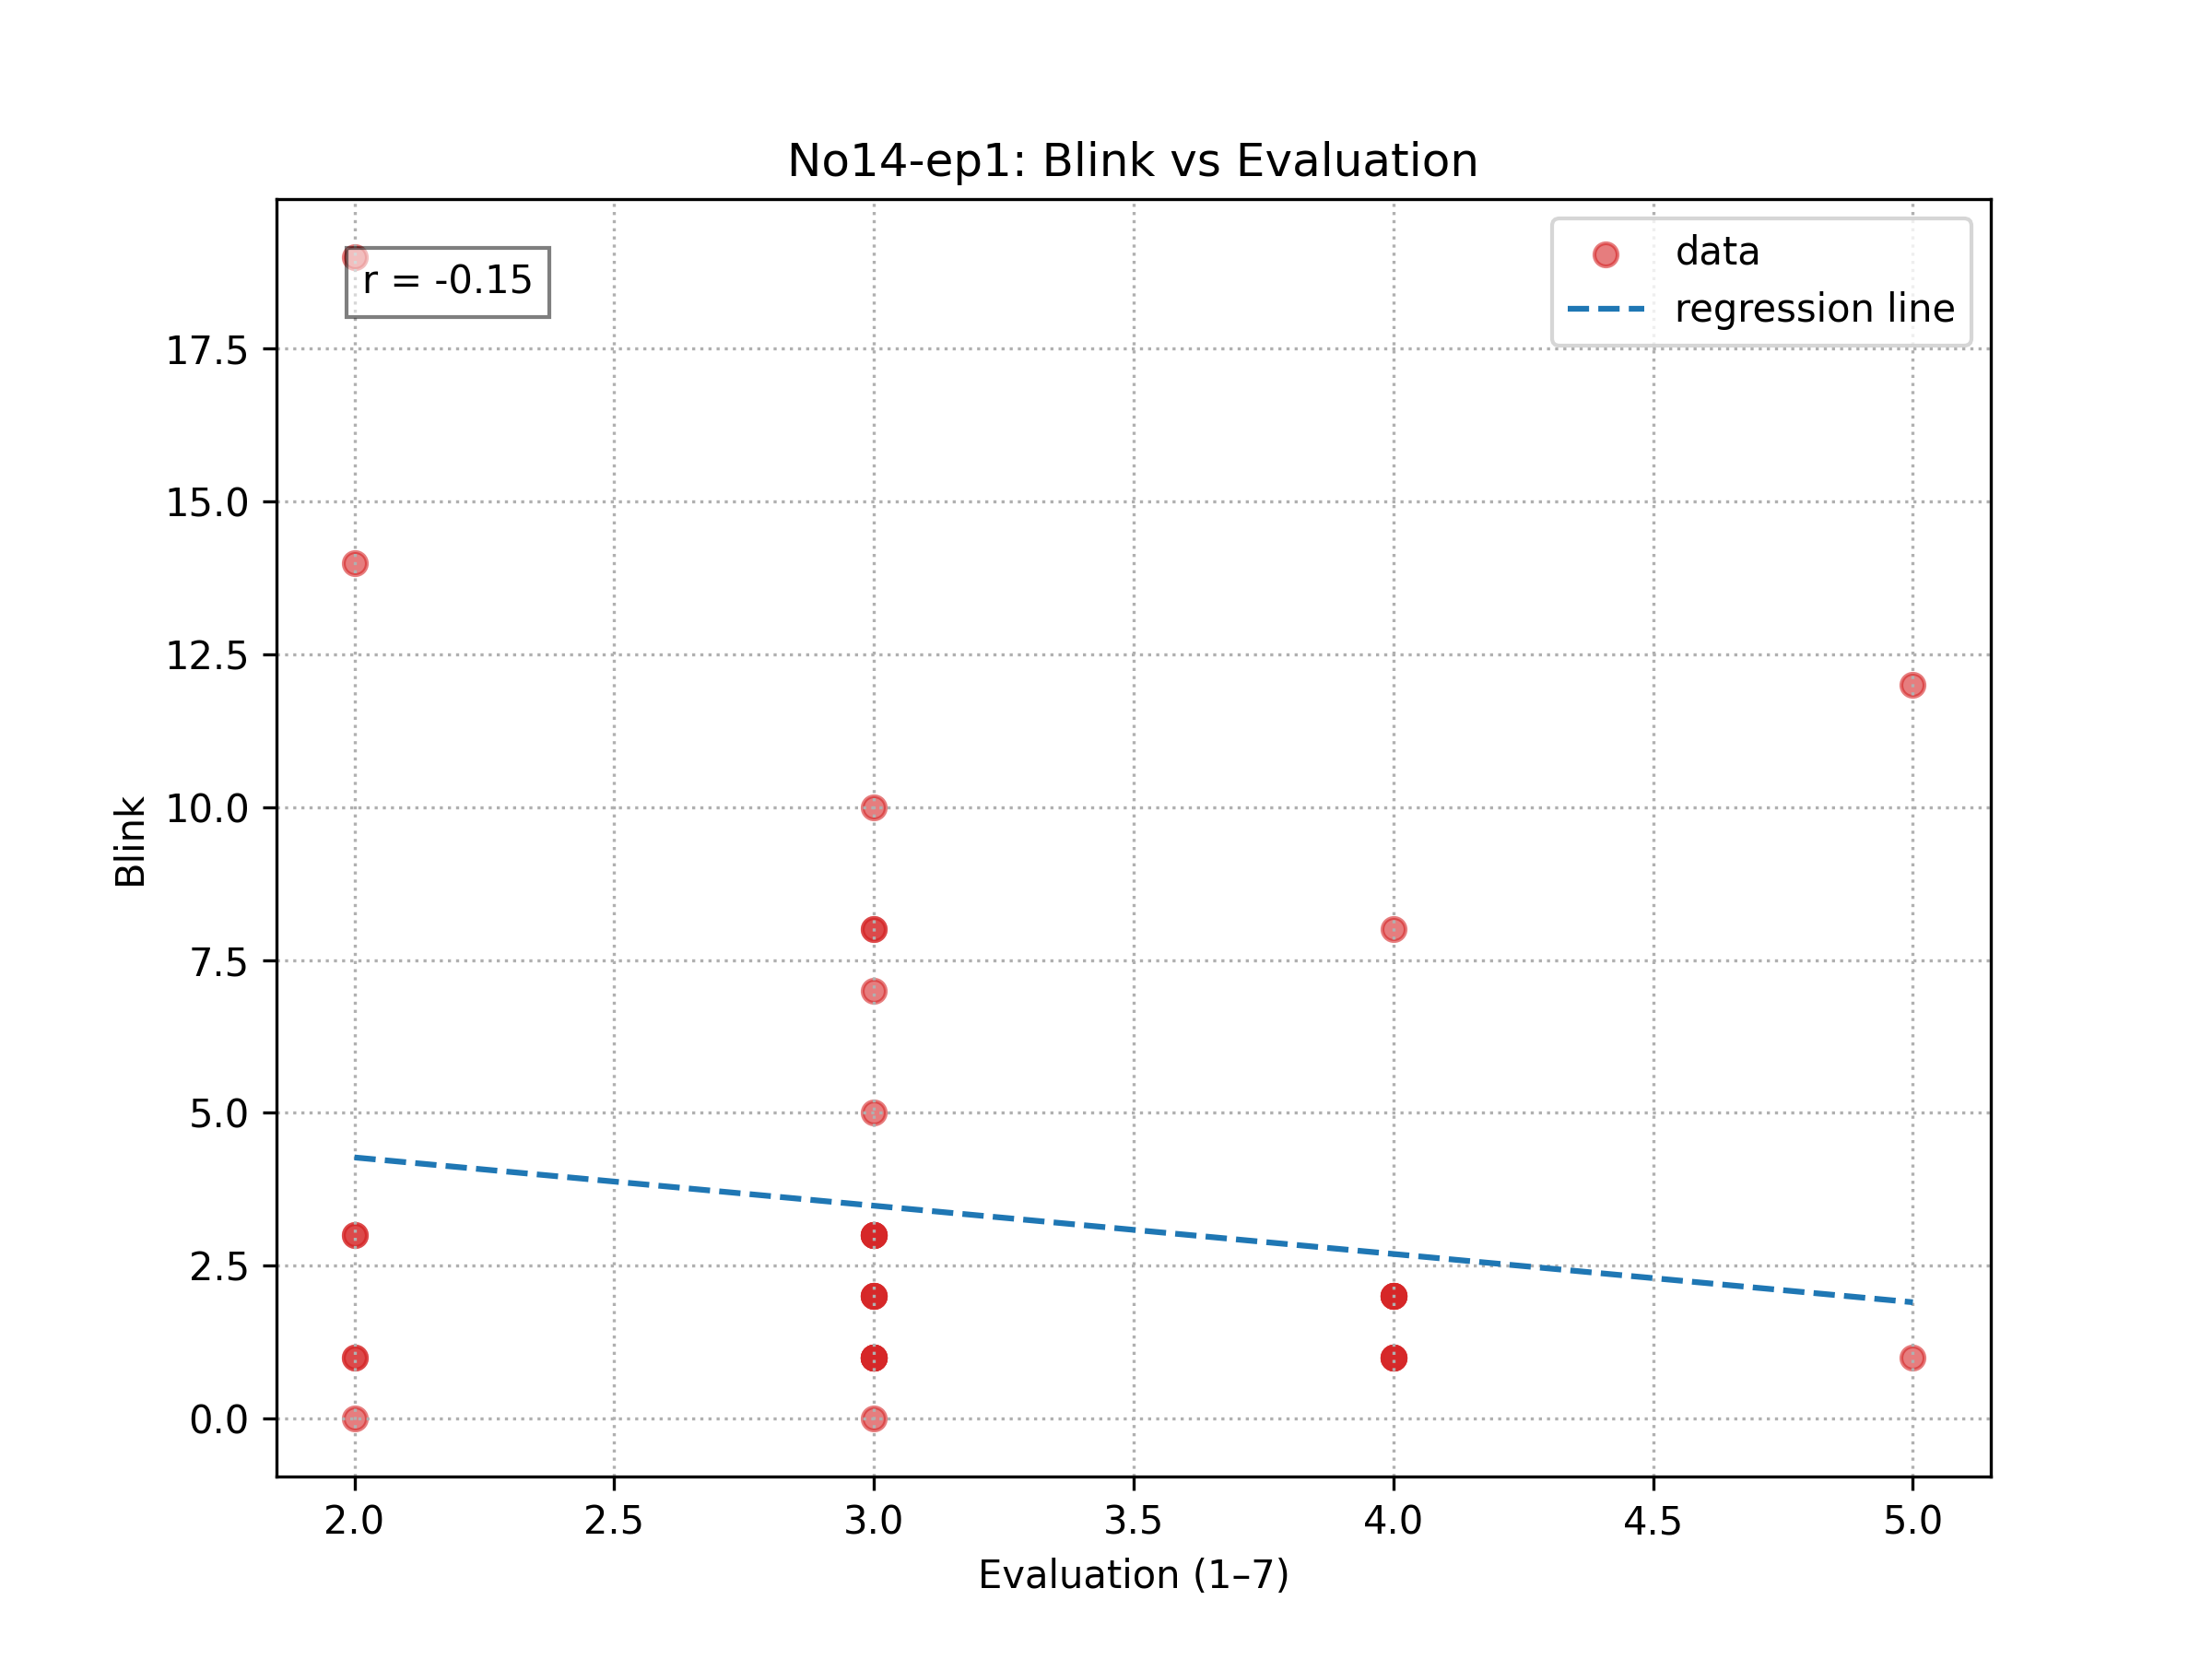 No14-ep1: Blink vs Evaluation
r = -0.15
data
regression line
17.5
15.0
12.5
10.0
7.5
5.0
2.5
0.0
Blink
2.0 2.5 3.0 3.5 4.0 4.5 5.0
Evaluation (1–7)